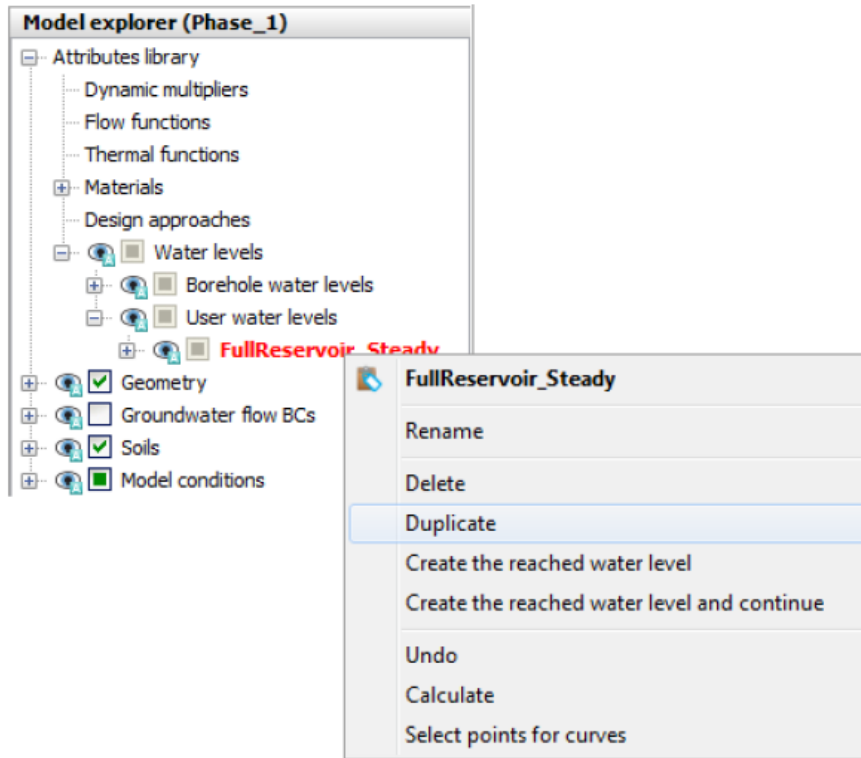 Model explorer (Phase_1)
Attributes library
Dynamic multipliers
Flow functions
Thermal functions
Materials
Design approaches
Water levels
Borehole water levels
User water levels
FullReservoir_Steady
Geometry
Groundwater flow BCs
Soils
Model conditions
FullReservoir_Steady
Rename
Delete
Duplicate
Create the reached water level
Create the reached water level and continue
Undo
Calculate
Select points for curves